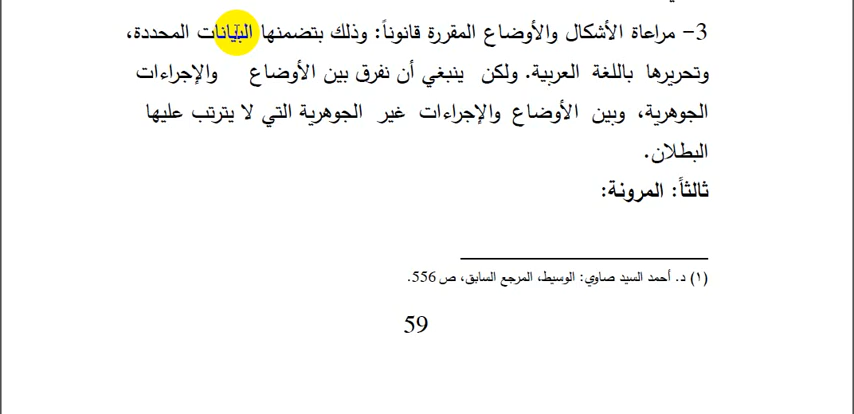 3- مراعاة الأشكال والأوضاع المقررة قانوناً: وذلك بتضمنها البيانات المحددة،
وتحريرها باللغة العربية. ولكن ينبغي أن نفرق بين الأوضاع والإجراءات
الجوهرية، وبين الأوضاع والإجراءات غير الجوهرية التي لا يترتب عليها
البطلان.
ثالثاً: المرونة:
(١) د. أحمد السيد صاوي: الوسيط، المرجع السابق، ص 556.
59